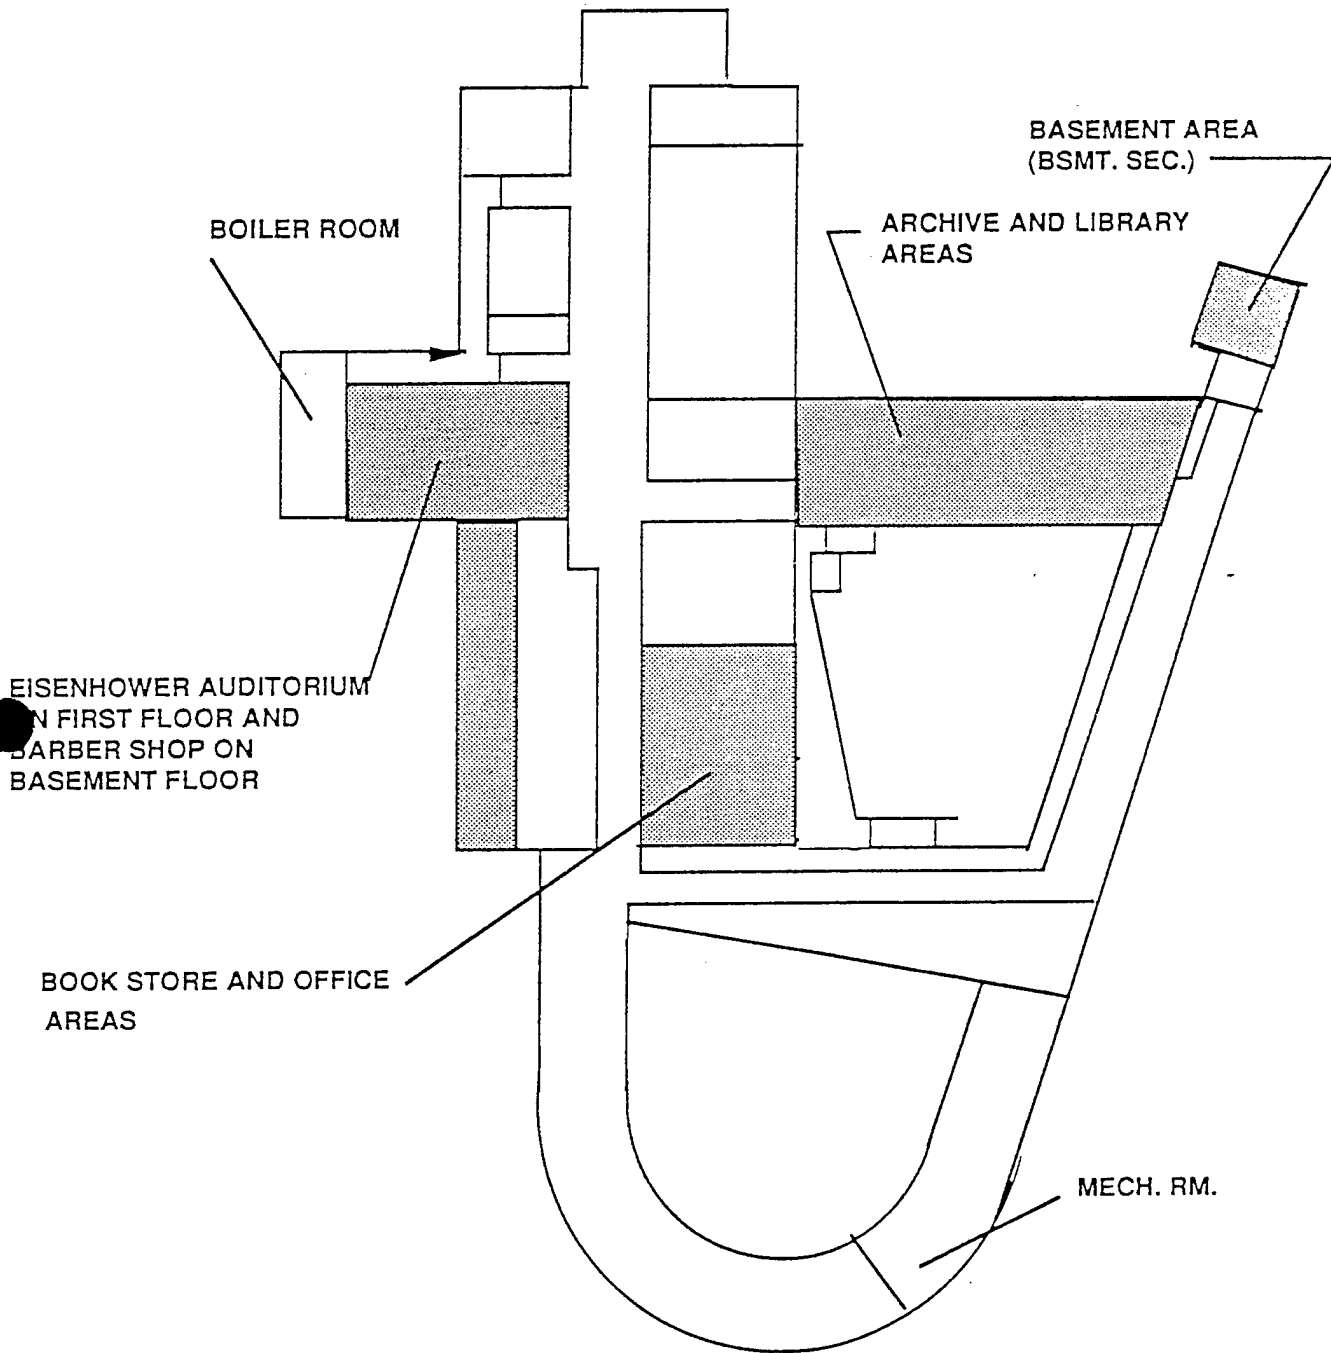 BASEMENT AREA
(BSMT. SEC.)
BOILER ROOM
ARCHIVE AND LIBRARY
AREAS
EISENHOWER AUDITORIUM
N FIRST FLOOR AND
BARBER SHOP ON
BASEMENT FLOOR
BOOK STORE AND OFFICE
AREAS
MECH. RM.